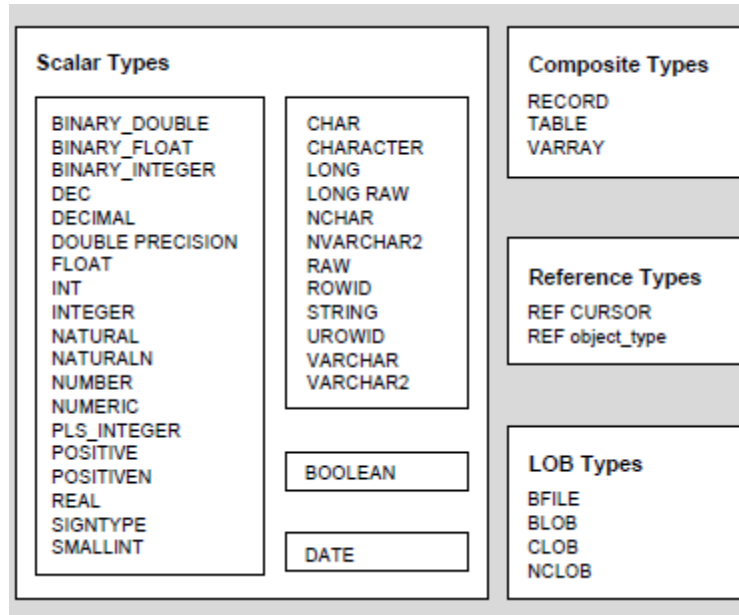 Scalar Types
BINARY_DOUBLE
BINARY_FLOAT
BINARY_INTEGER
DEC
DECIMAL
DOUBLE PRECISION
FLOAT
INT
INTEGER
NATURAL
NATURALN
NUMBER
NUMERIC
PLS_INTEGER
POSITIVE
POSITIVEN
REAL
SIGNTYPE
SMALLINT
CHAR
CHARACTER
LONG
LONG RAW
NCHAR
NVARCHAR2
RAW
ROWID
STRING
UROWID
VARCHAR
VARCHAR2
BOOLEAN
DATE
Composite Types
RECORD
TABLE
VARRAY
Reference Types
REF CURSOR
REF object_type
LOB Types
BFILE
BLOB
CLOB
NCLOB